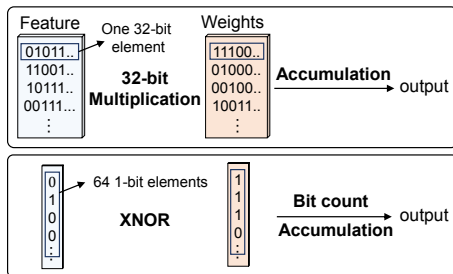 Feature
One 32-bit
element
Weights
01011..
11001..
10111..
00111...
⋮
32-bit
Multiplication
11100..
01000..
00100..
10011..
⋮
Accumulation
output
0
1
0
0
⋮
64 1-bit elements
XNOR
1
1
1
0
⋮
Bit count
Accumulation
output